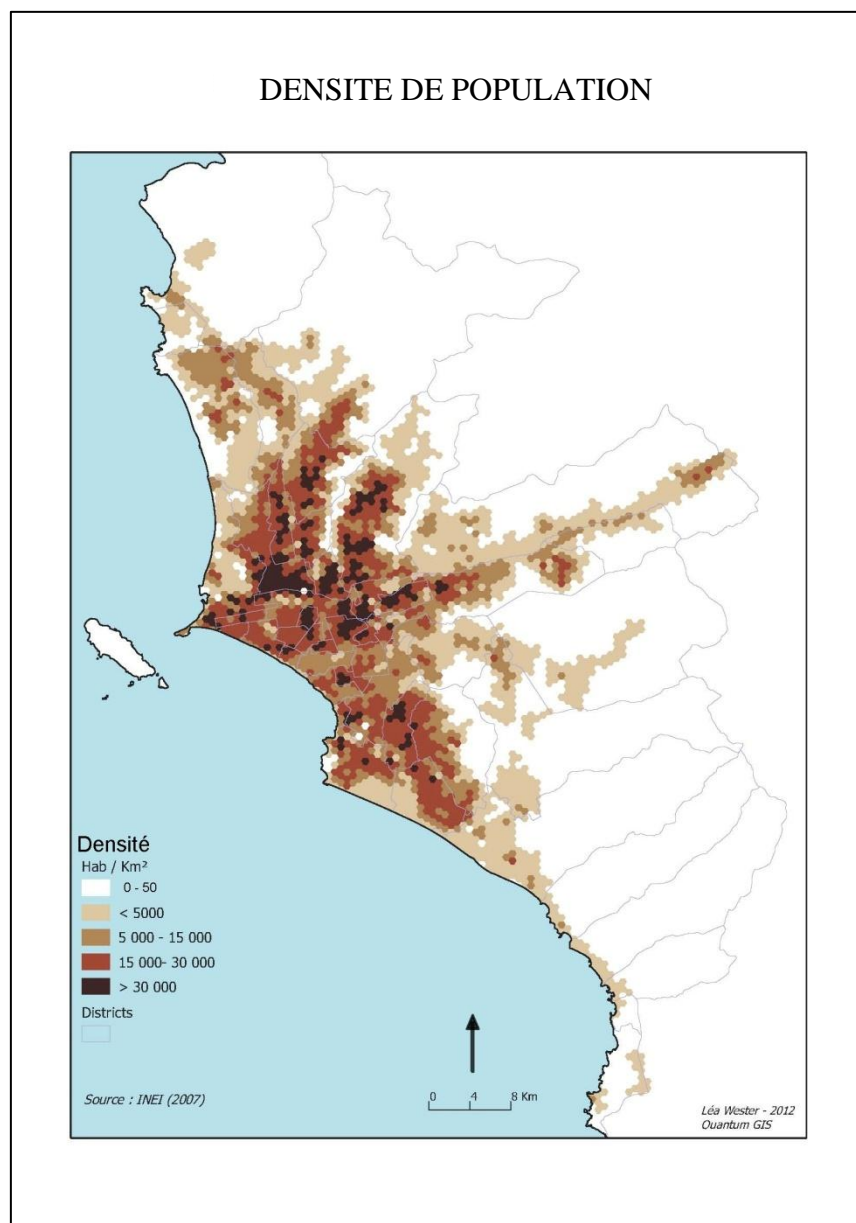 DENSITE DE POPULATION
Densité
Hab / Km²
0 - 50
< 5000
5 000 - 15 000
15 000- 30 000
> 30 000
Districts
Source : INEI (2007)
0 4 8 Km
Léa Wester - 2012
Quantum GIS